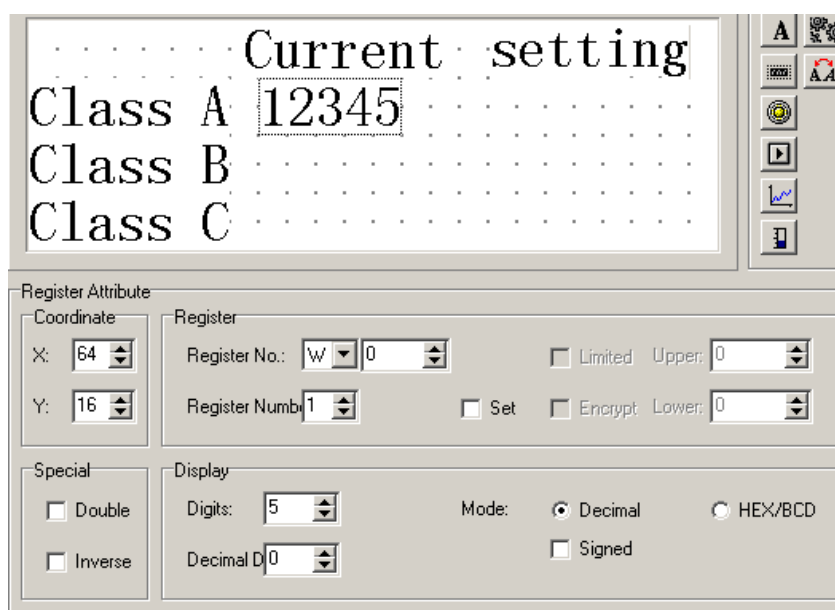 Current setting
Class A 12345
Class B
Class C
A
AA
Register Attribute
Coordinate
X: 64
Y: 16
Register
Register No.: W 0
Limited Upper: 0
Register Numb 1
Set
Encrypt Lower: 0
Special
Double
Inverse
Display
Digits: 5
Mode: Decimal HEX/BCD
Decimal D 0
Signed